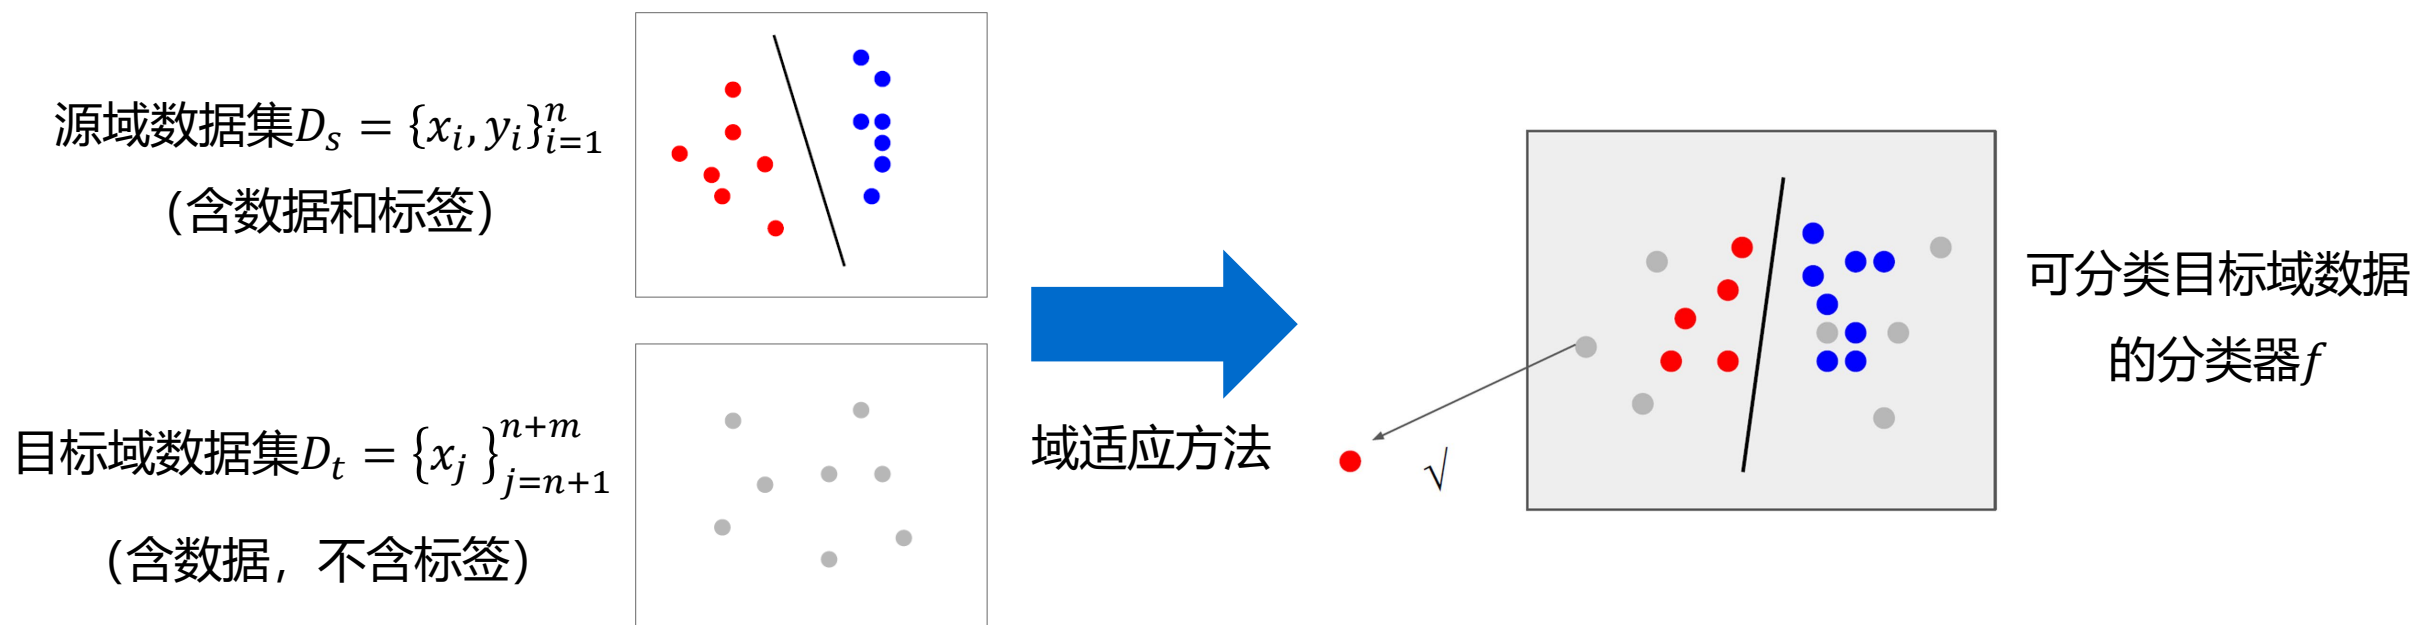 源域数据集$D_s = \{x_i, y_i\}_{i=1}^{n}$
（含数据和标签）
目标域数据集$D_t = \{x_j\}_{j=n+1}^{n+m}$
（含数据，不含标签）
域适应方法
√
可分类目标域数据
的分类器$f$